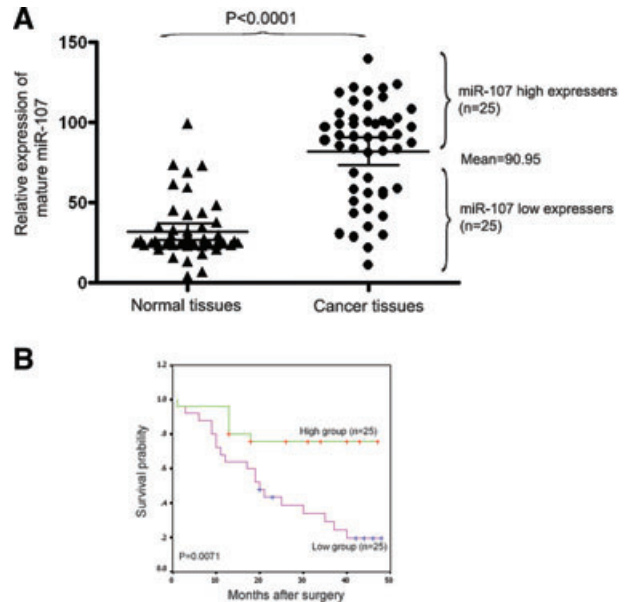 A
P<0.0001
Relative expression of
mature miR-107
150
100
50
0
miR-107 high expressers
(n=25)
Mean=90.95
miR-107 low expressers
(n=25)
Normal tissues
Cancer tissues
B
Survival prability
1.2
1.0
.8
.6
.4
.2
0.0
High group (n=25)
Low group (n=25)
P=0.0071
0
10
20
30
40
50
Months after surgery